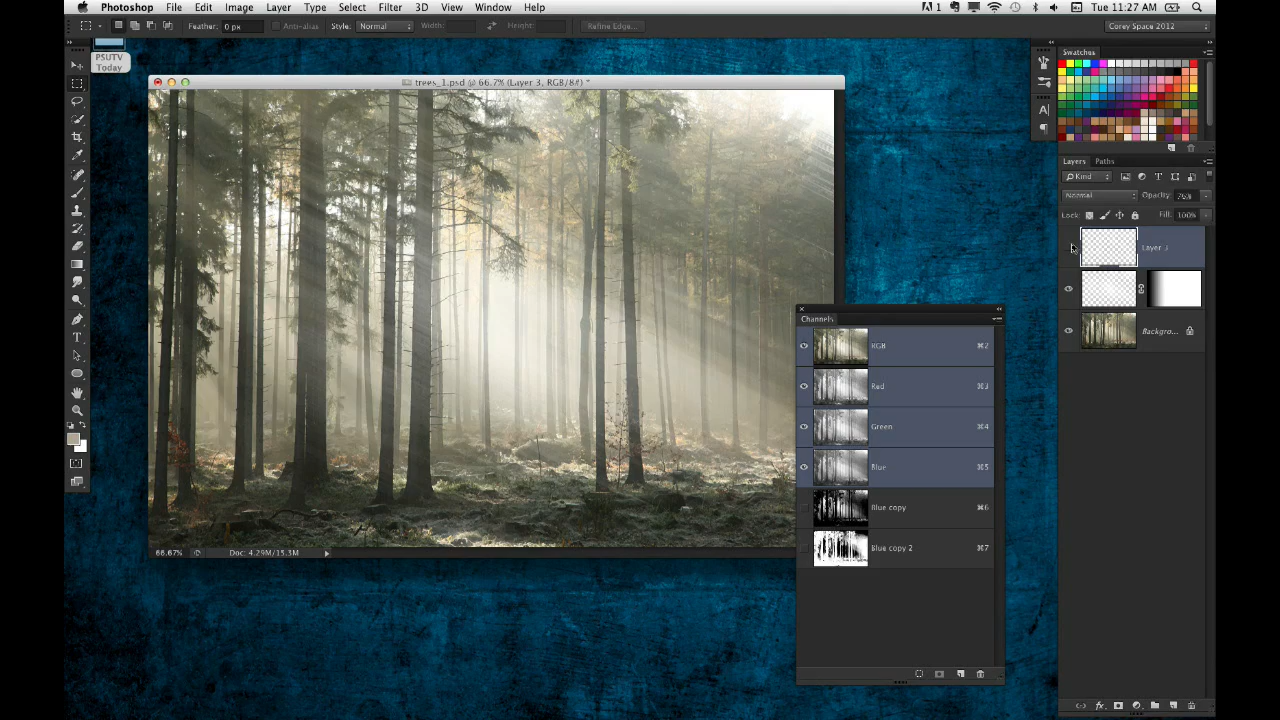 Photoshop File Edit Image Layer Type Select Filter 3D View Window Help 1 Tue 11:27 AM
Feather: 0 px Anti-alias Style: Normal Width: Height: Refine Edge... Corey Space 2012
PSUTV
Today
trees_1.psd @ 66.7% (Layer 3, RGB/8#) *
Swatches
Layers Paths
Kind
Normal Opacity: 76%
Lock: Fill: 100%
Layer 3
Backgro...
Channels
RGB ⌘2
Red ⌘3
Green ⌘4
Blue ⌘5
Blue copy ⌘6
Blue copy 2 ⌘7
66.67% Doc: 4.29M/15.3M